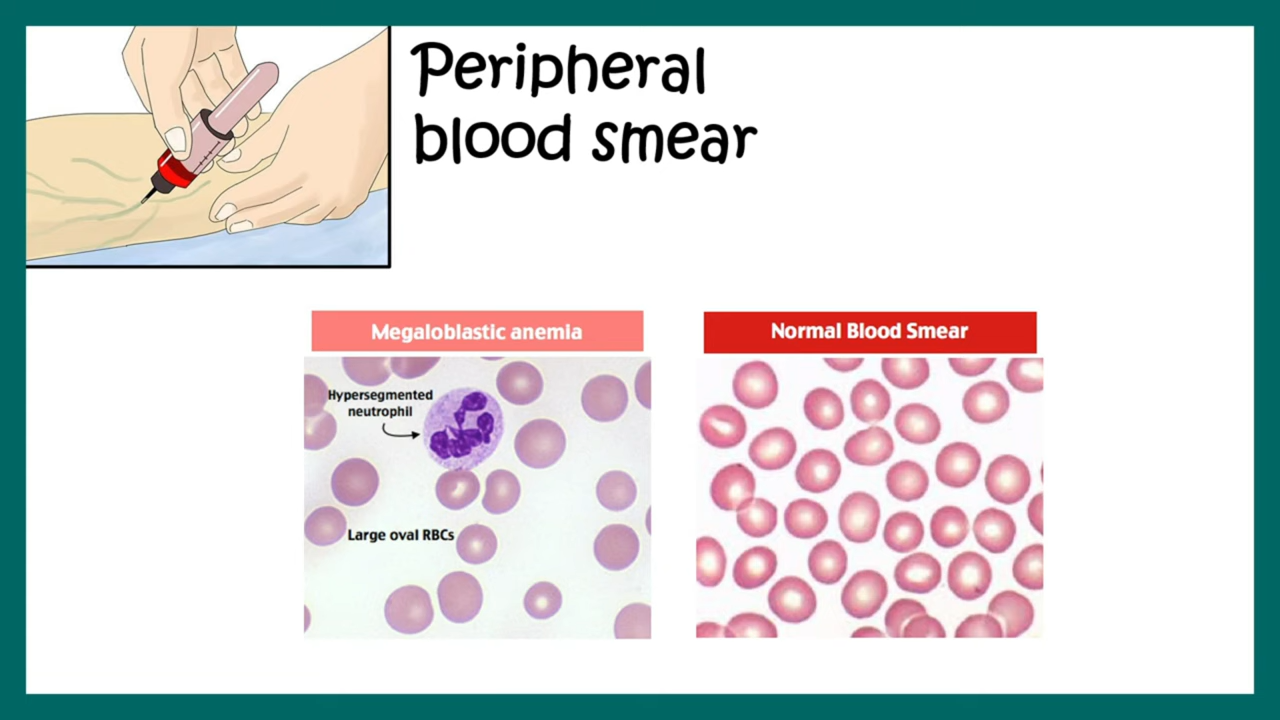 Peripheral
blood smear
Megaloblastic anemia
Hypersegmented
neutrophil
Large oval RBCs
Normal Blood Smear